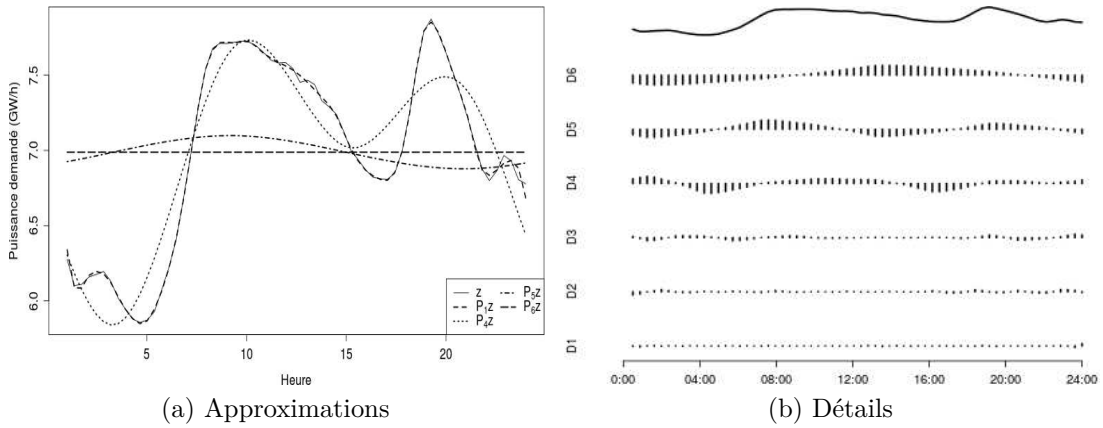 Puissance demandé (GW/h)
7.5
7.0
6.5
6.0
z
P1z
P4z
P5z
P6z
5
10
15
20
Heure
(a) Approximations
D6
D5
D4
D3
D2
D1
0:00
04:00
08:00
12:00
16:00
20:00
24:00
(b) Détails